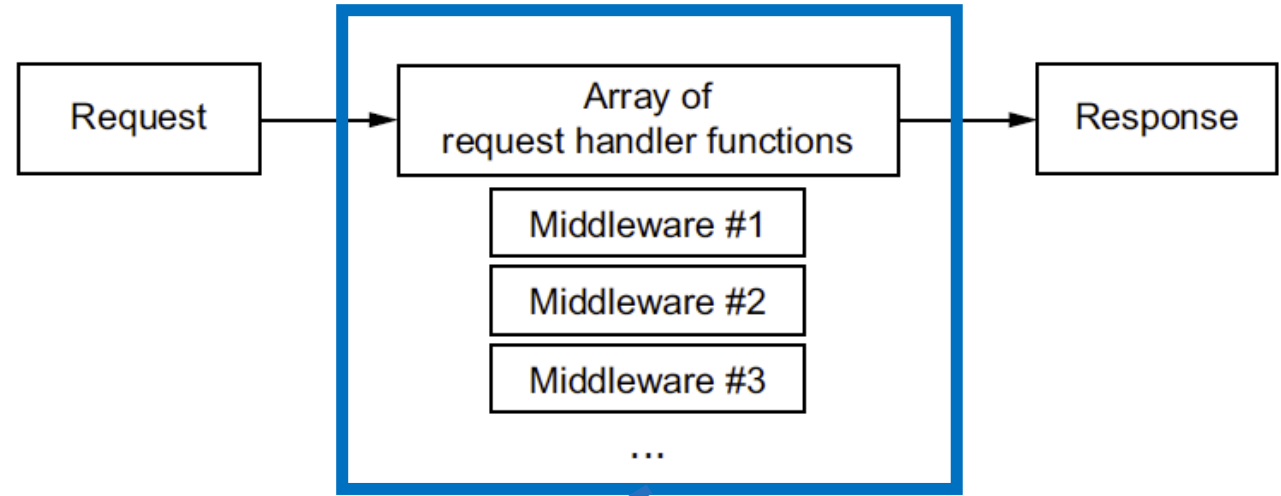 Request
Array of
request handler functions
Response
Middleware #1
Middleware #2
Middleware #3
...